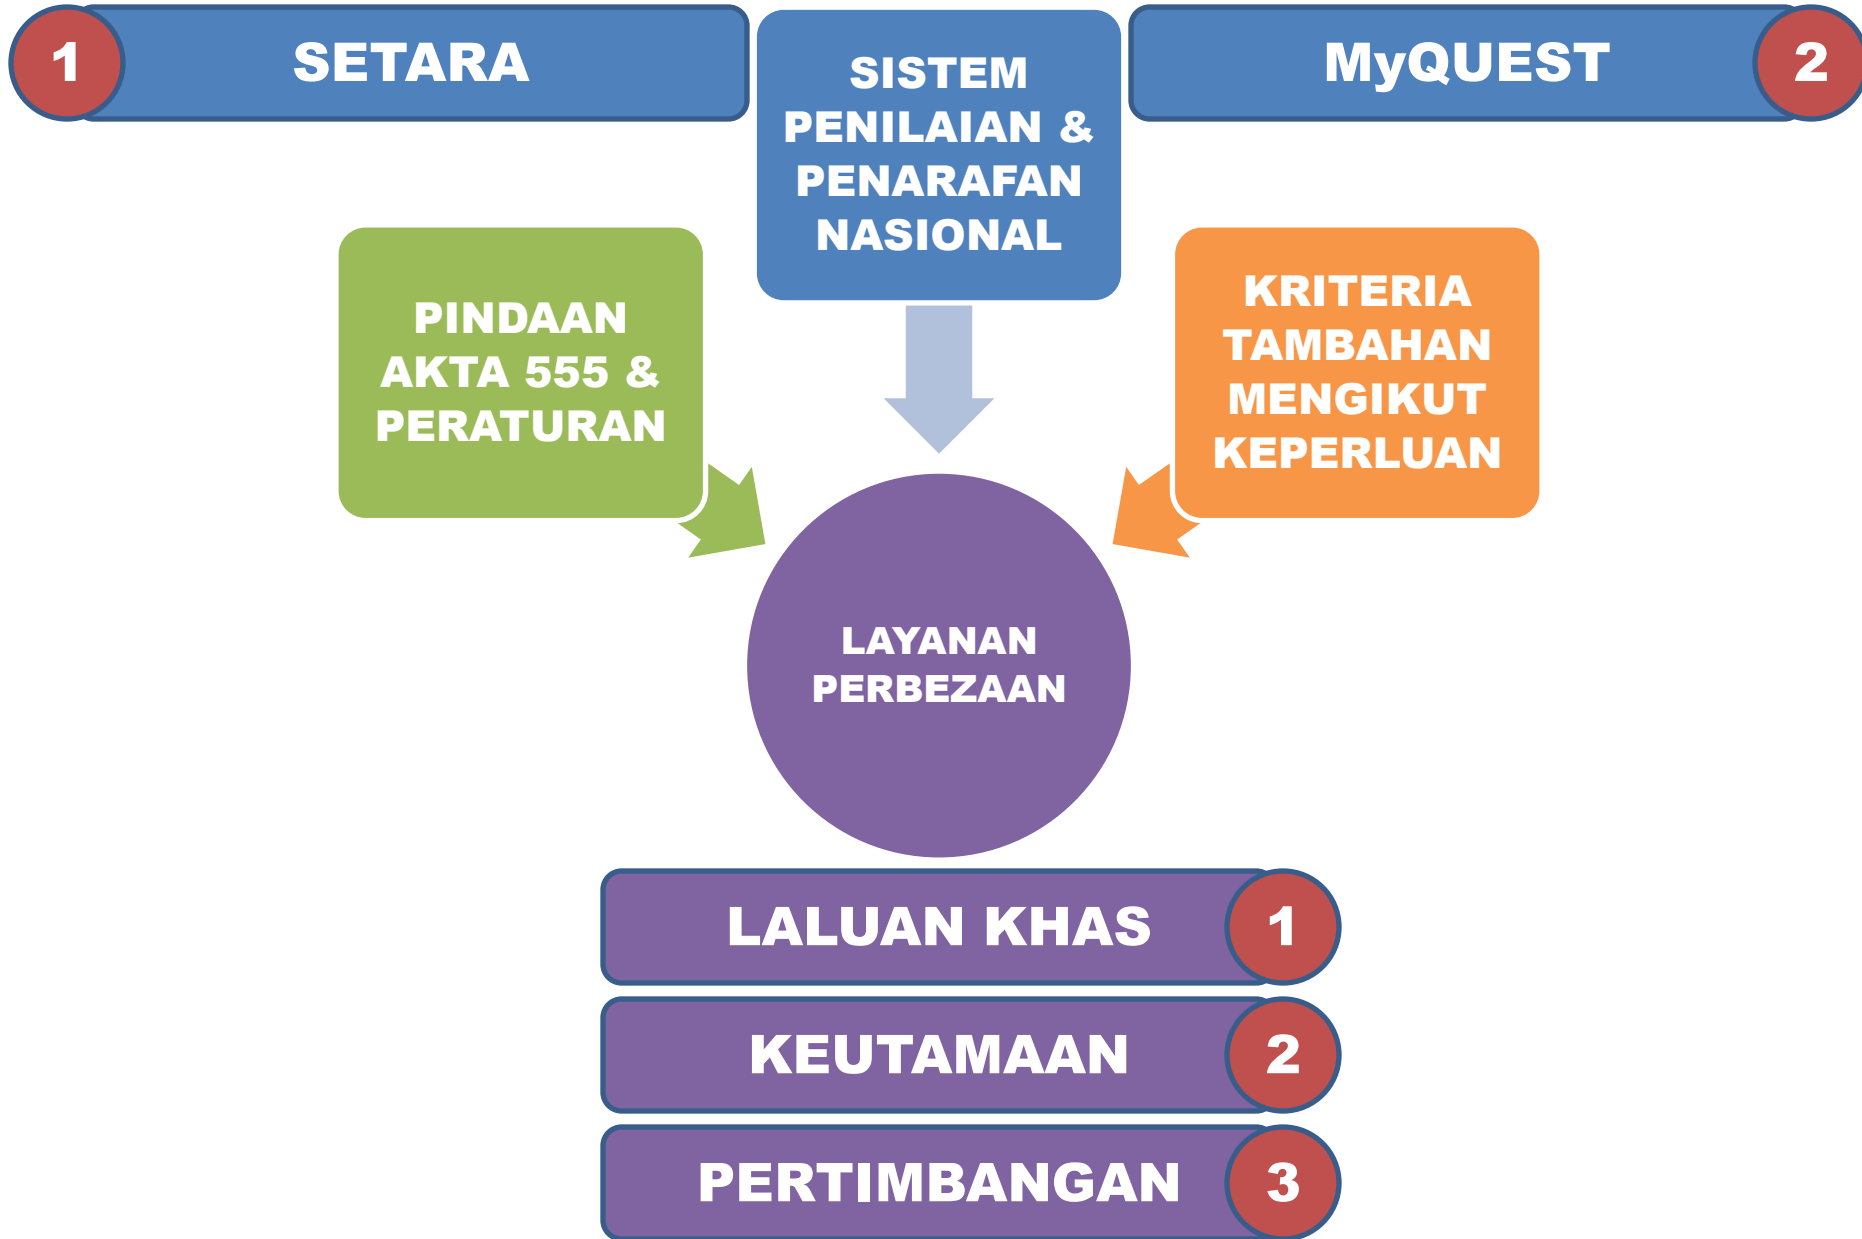 1
SETARA
SISTEM
PENILAIAN &
PENARAFAN
NASIONAL
MyQUEST
2
PINDAAN
AKTA 555 &
PERATURAN
KRITERIA
TAMBAHAN
MENGIKUT
KEPERLUAN
LAYANAN
PERBEZAAN
LALUAN KHAS
1
KEUTAMAAN
2
PERTIMBANGAN
3